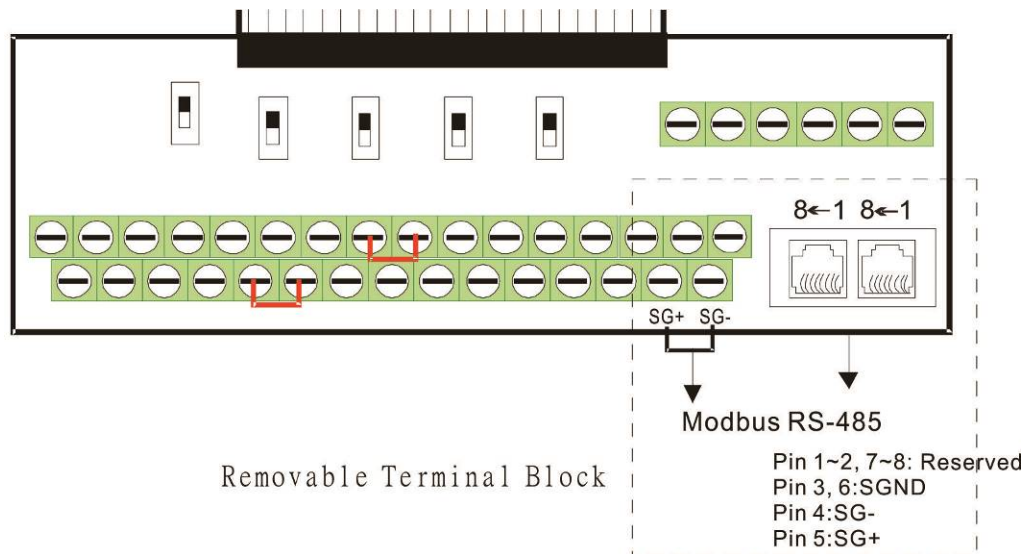 8←1 8←1
SG+ SG-
Modbus RS-485
Removable Terminal Block
Pin 1~2, 7~8: Reserved
Pin 3, 6:SGND
Pin 4:SG-
Pin 5:SG+